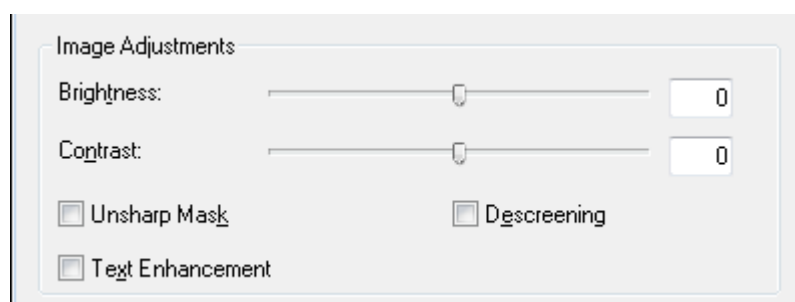 Image Adjustments
Brightness: 0
Contrast: 0
Unsharp Mask Descreening
Text Enhancement